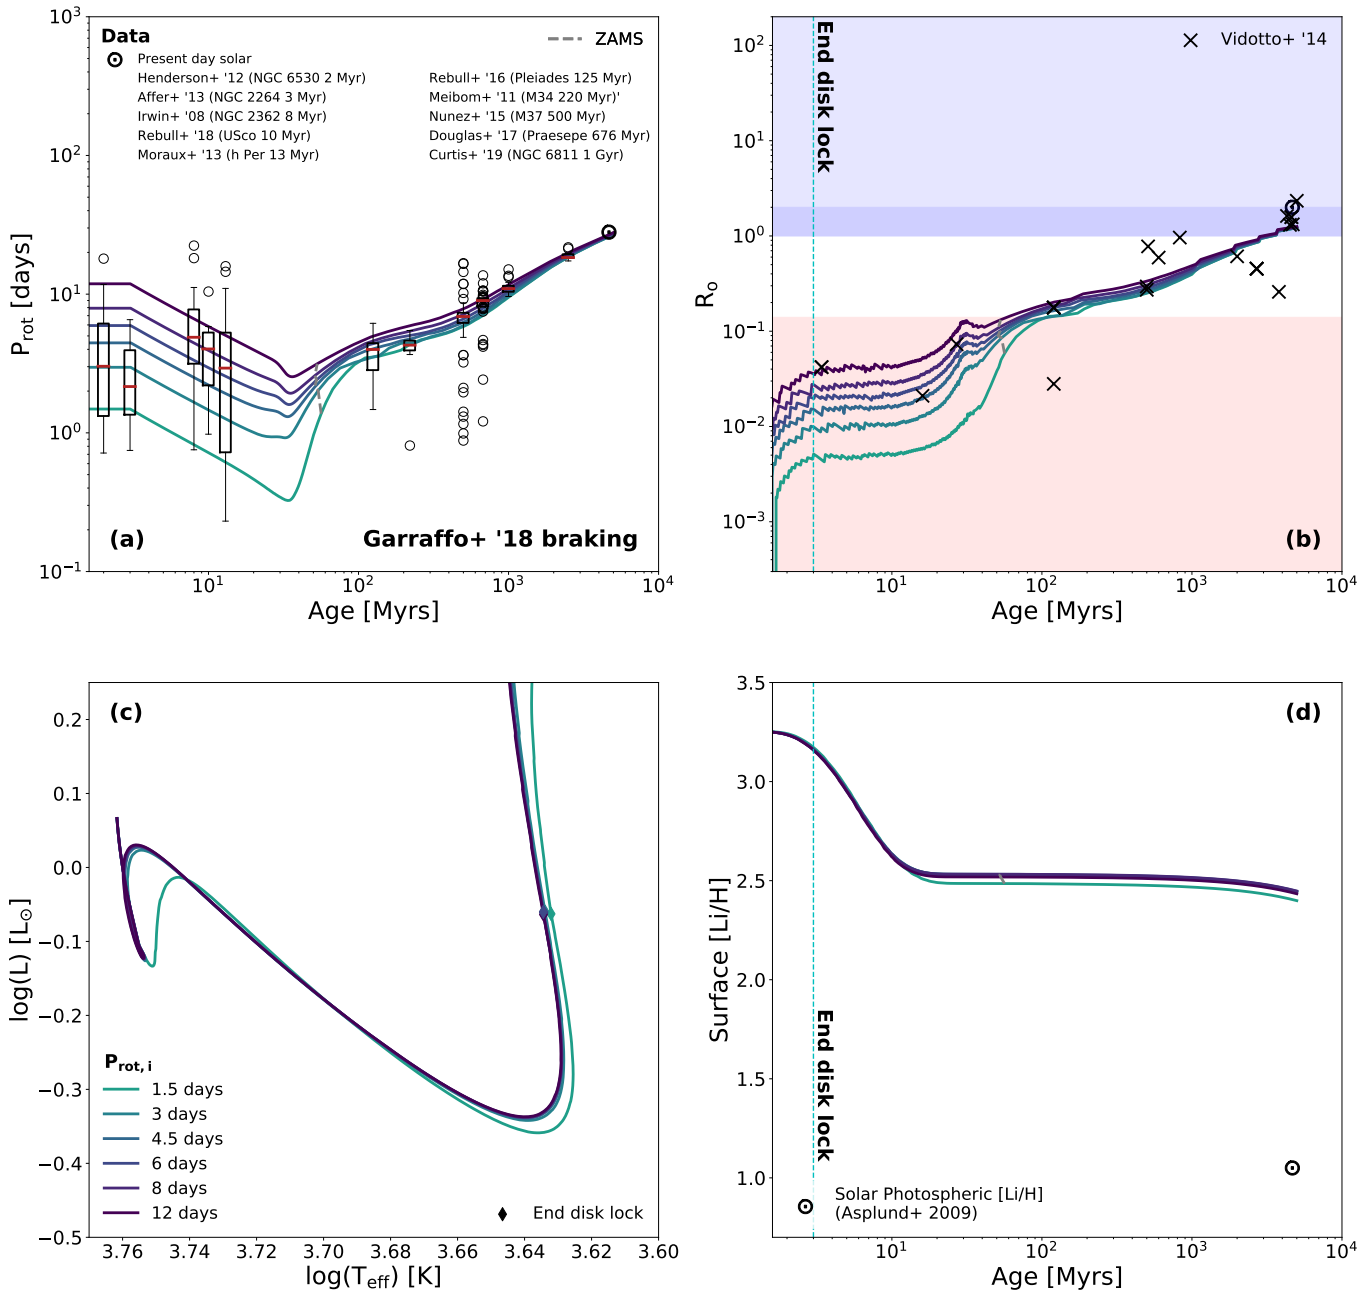 Data
ZAMS
Present day solar
Henderson+ '12 (NGC 6530 2 Myr)
Affer+ '13 (NGC 2264 3 Myr)
Irwin+ '08 (NGC 2362 8 Myr)
Rebull+ '18 (USco 10 Myr)
Moraux+ '13 (h Per 13 Myr)
Rebull+ '16 (Pleiades 125 Myr)
Meibom+ '11 (M34 220 Myr)'
Nunez+ '15 (M37 500 Myr)
Douglas+ '17 (Praesepe 676 Myr)
Curtis+ '19 (NGC 6811 1 Gyr)
10³
10²
10¹
10⁰
10⁻¹
P_rot [days]
(a)
Garraffo+ '18 braking
10¹ 10² 10³ 10⁴
Age [Myrs]
Vidotto+ '14
End disk lock
10²
10¹
10⁰
10⁻¹
10⁻²
10⁻³
R_o
(b)
10¹ 10² 10³ 10⁴
Age [Myrs]
(c)
0.2
0.1
0.0
−0.1
−0.2
−0.3
−0.4
−0.5
log(L) [L⊙]
P_rot, i
1.5 days
3 days
4.5 days
6 days
8 days
12 days
End disk lock
3.76 3.74 3.72 3.70 3.68 3.66 3.64 3.62 3.60
log(T_eff) [K]
(d)
3.5
3.0
2.5
2.0
1.5
1.0
Surface [Li/H]
End disk lock
Solar Photospheric [Li/H]
(Asplund+ 2009)
10¹ 10² 10³ 10⁴
Age [Myrs]